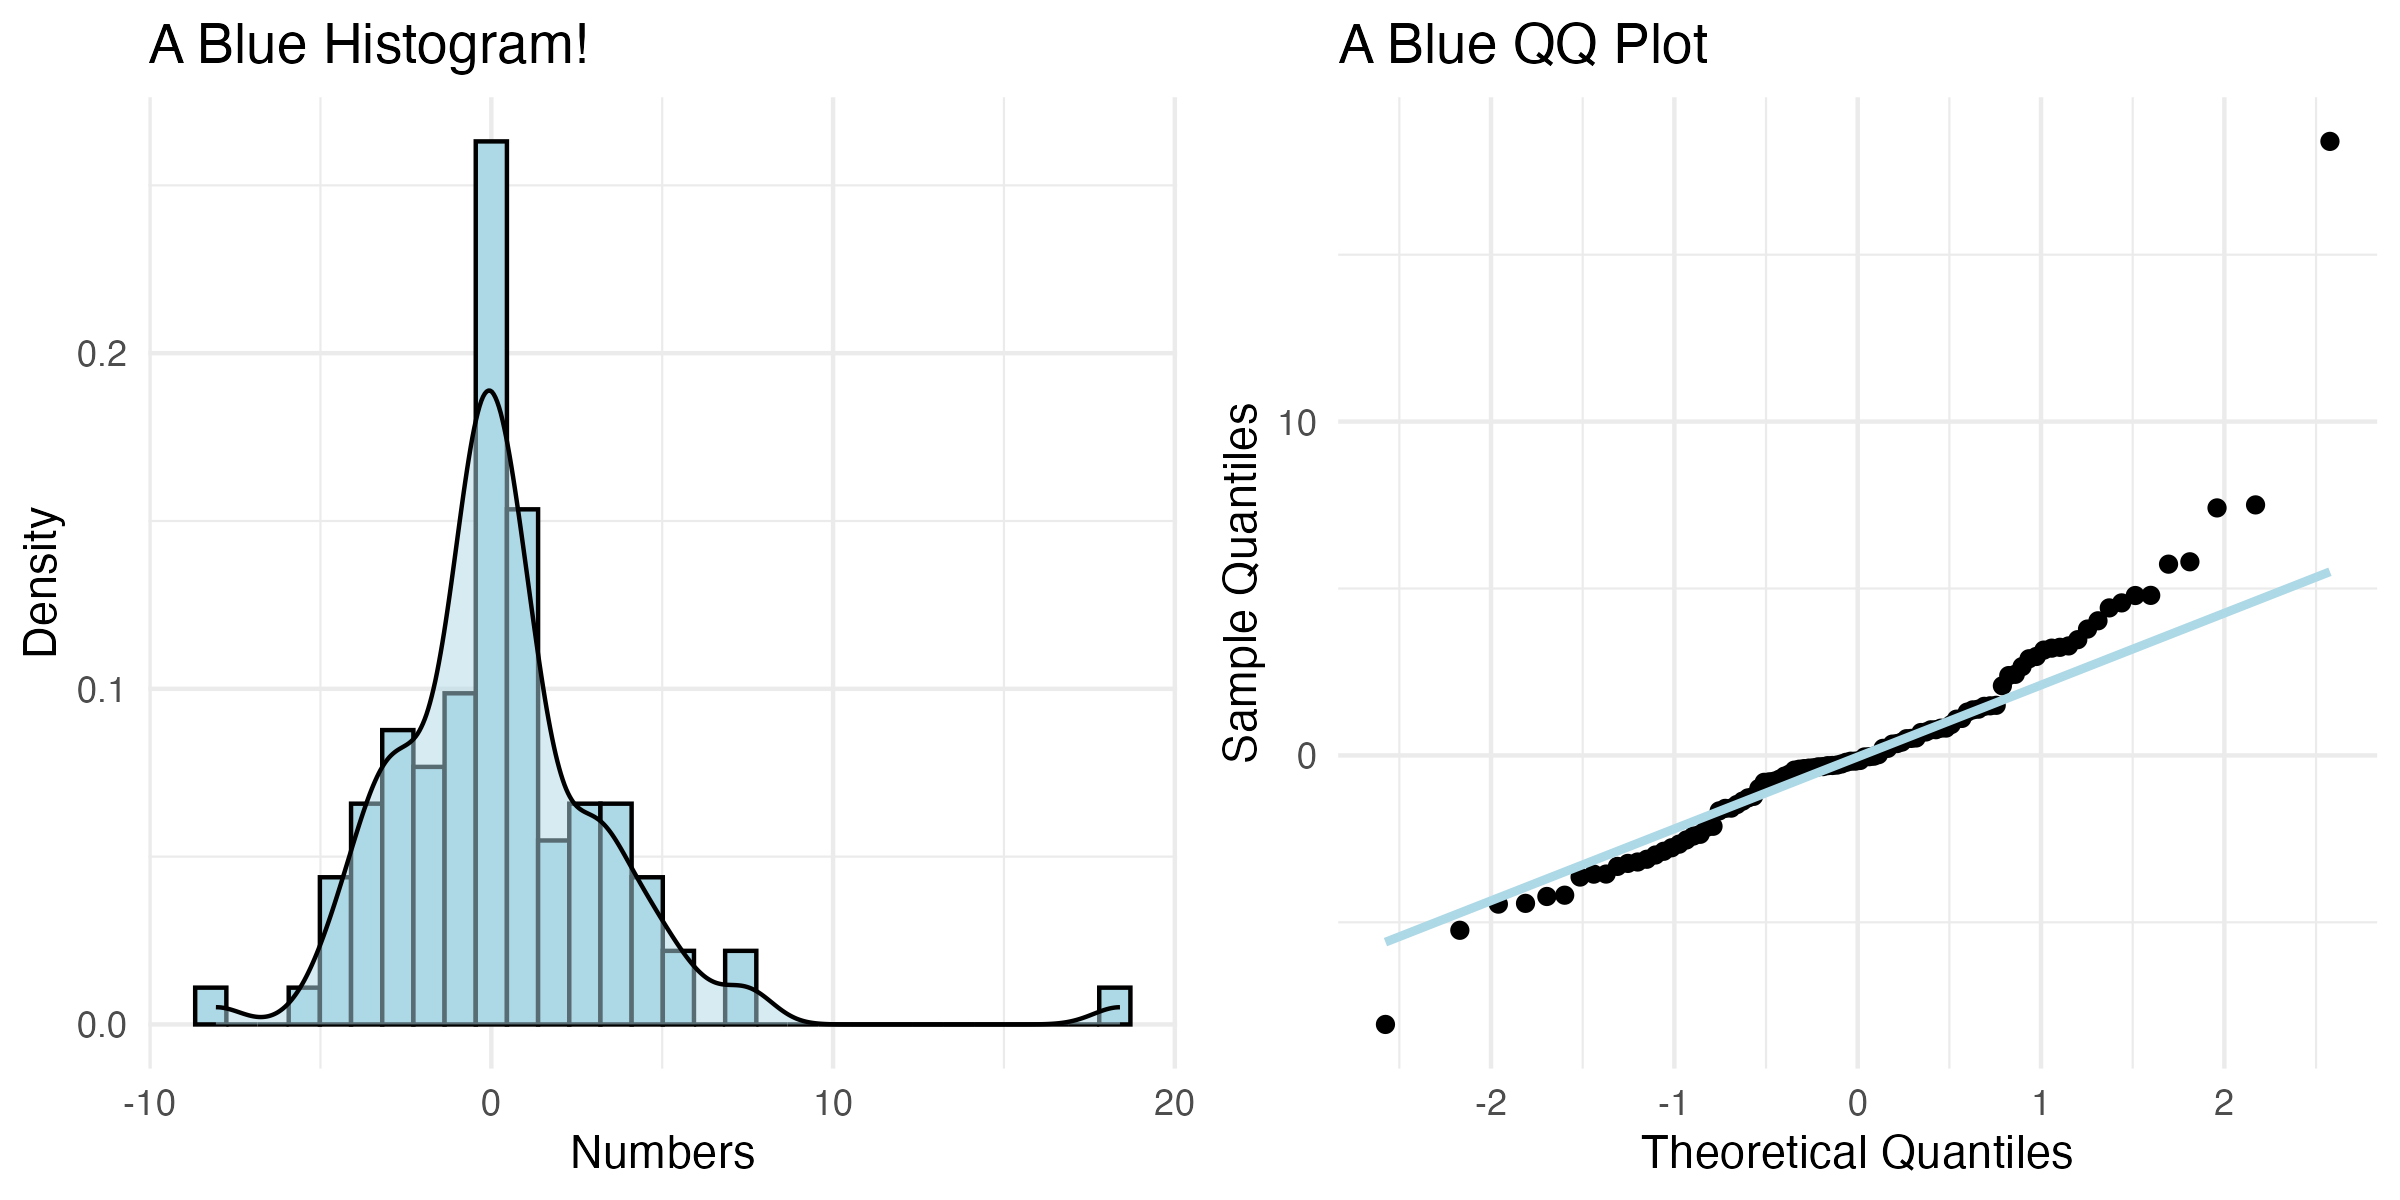 A Blue Histogram!
Density
0.2
0.1
0.0
-10
0
10
20
Numbers
A Blue QQ Plot
Sample Quantiles
10
0
-2
-1
0
1
2
Theoretical Quantiles